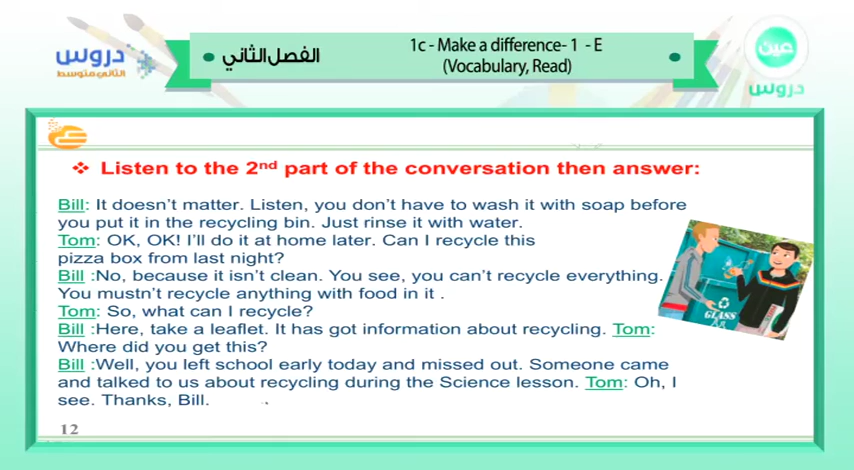 دروس
الثاني متوسط
الفصل الثاني
1c - Make a difference- 1 - E
(Vocabulary, Read)
عين
دروس
❖ Listen to the 2nd part of the conversation then answer:
Bill: It doesn't matter. Listen, you don't have to wash it with soap before
you put it in the recycling bin. Just rinse it with water.
Tom: OK, OK! I'll do it at home later. Can I recycle this
pizza box from last night?
Bill :No, because it isn't clean. You see, you can't recycle everything.
You mustn't recycle anything with food in it .
Tom: So, what can I recycle?
Bill :Here, take a leaflet. It has got information about recycling. Tom:
Where did you get this?
Bill :Well, you left school early today and missed out. Someone came
and talked to us about recycling during the Science lesson. Tom: Oh, I
see. Thanks, Bill.
GLASS
12